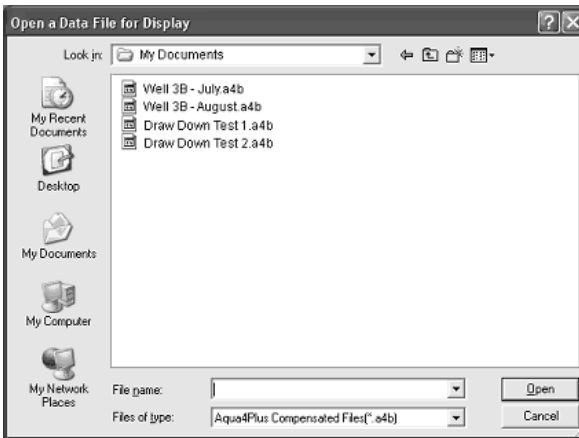 Open a Data File for Display
Look in:
My Documents
Well 3B - July.a4b
Well 3B - August.a4b
Draw Down Test 1.a4b
Draw Down Test 2.a4b
My Recent
Documents
Desktop
My Documents
My Computer
My Network
Places
File name:
Open
Files of type:
Aqua4Plus Compensated Files(*.a4b)
Cancel